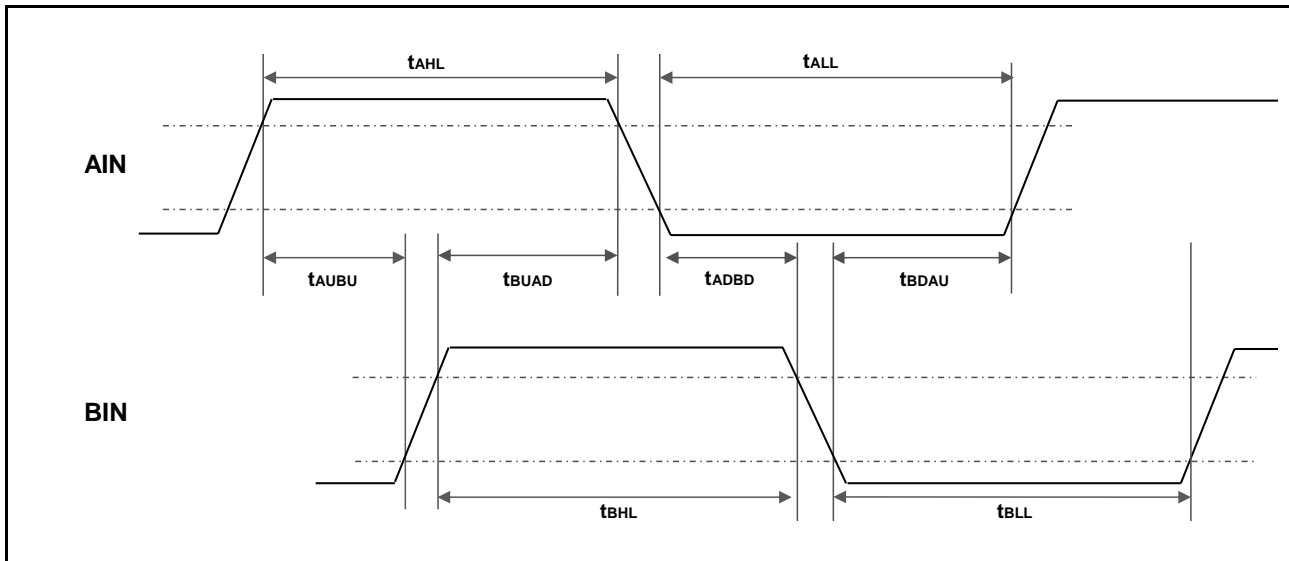 tAHL
tALL
AIN
tAUBU
tBUAD
tADBD
tBDAU
BIN
tBHL
tBLL